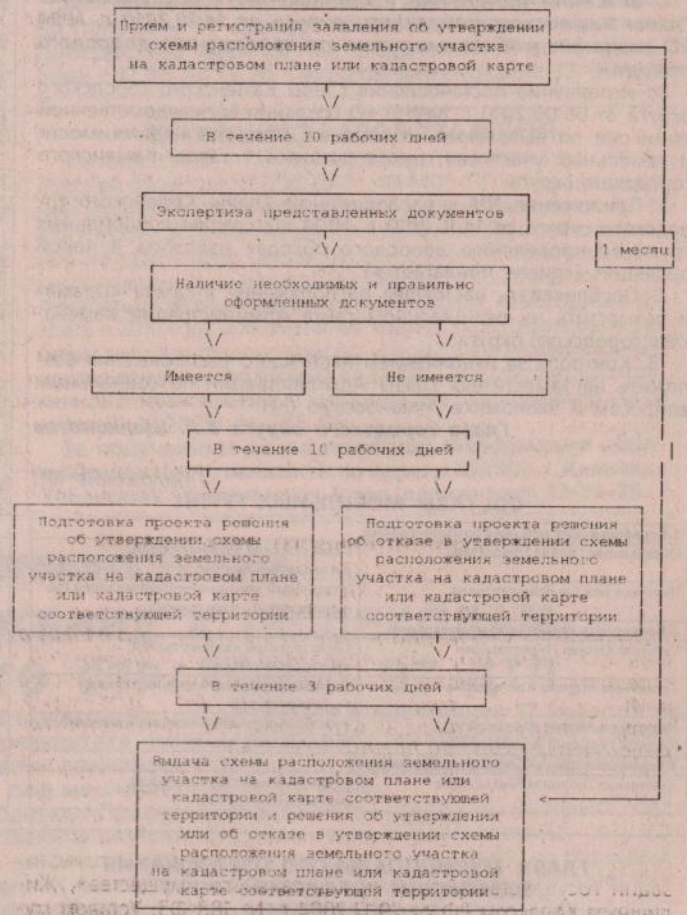 Прием и регистрация заявления об утверждении
схемы расположения земельного участка
на кадастровом плане или кадастровой карте
В течение 10 рабочих дней
Экспертиза представленных документов
1 месяц
Наличие необходимых и правильно
оформленных документов
Имеется
Не имеется
В течение 10 рабочих дней
Подготовка проекта решения
об утверждении схемы
расположения земельного
участка на кадастровом плане
или кадастровой карте
соответствующей территории
Подготовка проекта решения
об отказе в утверждении схемы
расположения земельного
участка на кадастровом плане
или кадастровой карте
соответствующей территории
В течение 3 рабочих дней
Выдача схемы расположения земельного
участка на кадастровом плане или
кадастровой карте соответствующей
территории и решения об утверждении
или об отказе в утверждении схемы
расположения земельного участка
на кадастровом плане или кадастровой
карте соответствующей территории